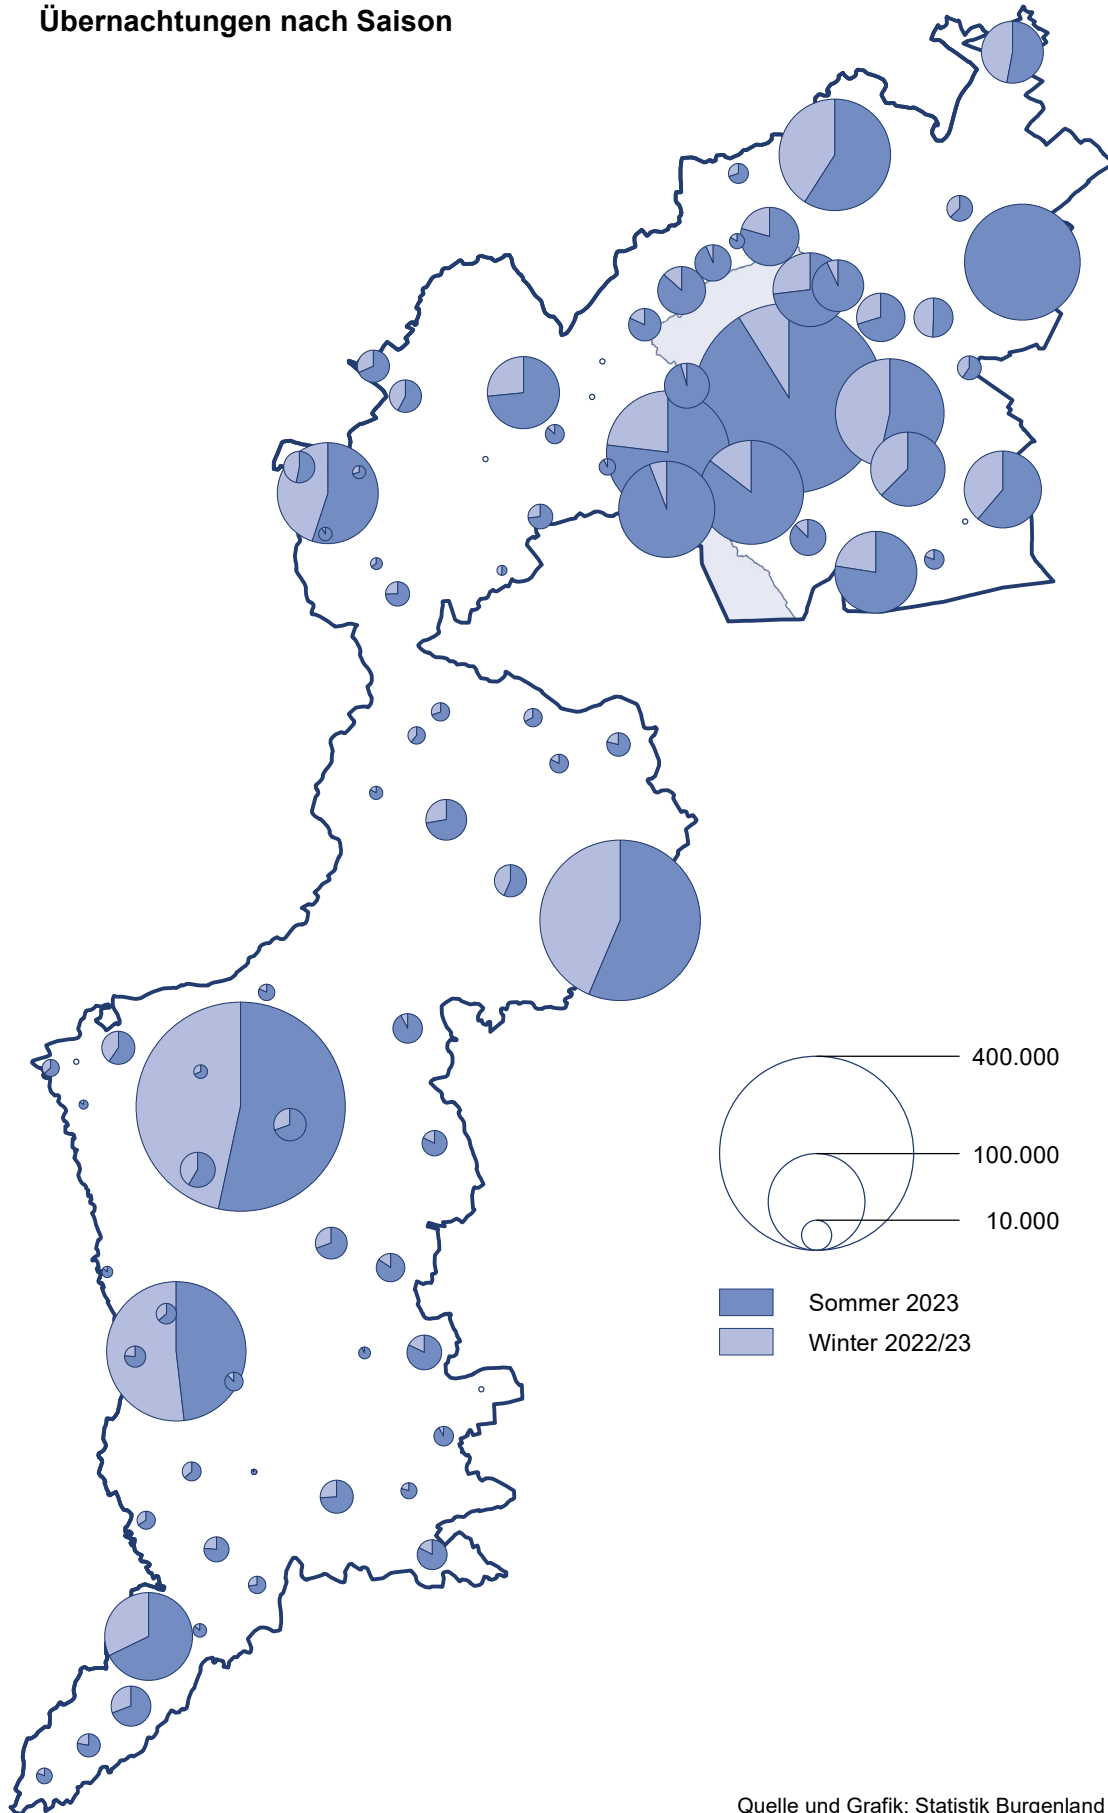 Übernachtungen nach Saison
400.000
100.000
10.000
Sommer 2023
Winter 2022/23
Quelle und Grafik: Statistik Burgenland